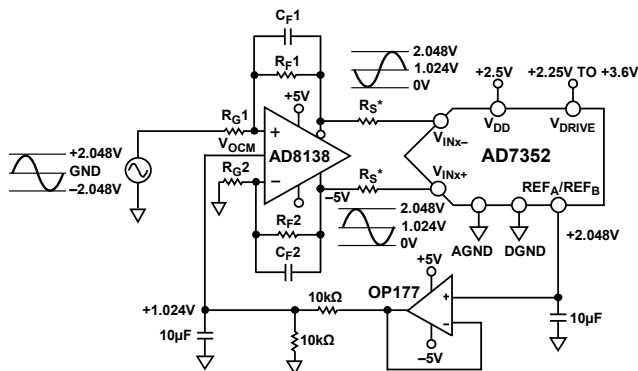 CF1
RF1
2.048V
1.024V
0V
+5V
+2.5V
+2.25V TO +3.6V
RS*
RG1
VOCM
+
AD8138
VINx–
VDD
VDRIVE
AD7352
+2.048V
GND
–2.048V
RG2
–
RS*
VINx+
REFA/REFB
–5V
RF2
CF2
2.048V
1.024V
0V
AGND
DGND
+2.048V
+5V
OP177
+
–
–5V
+1.024V
10kΩ
10µF
10kΩ
10µF